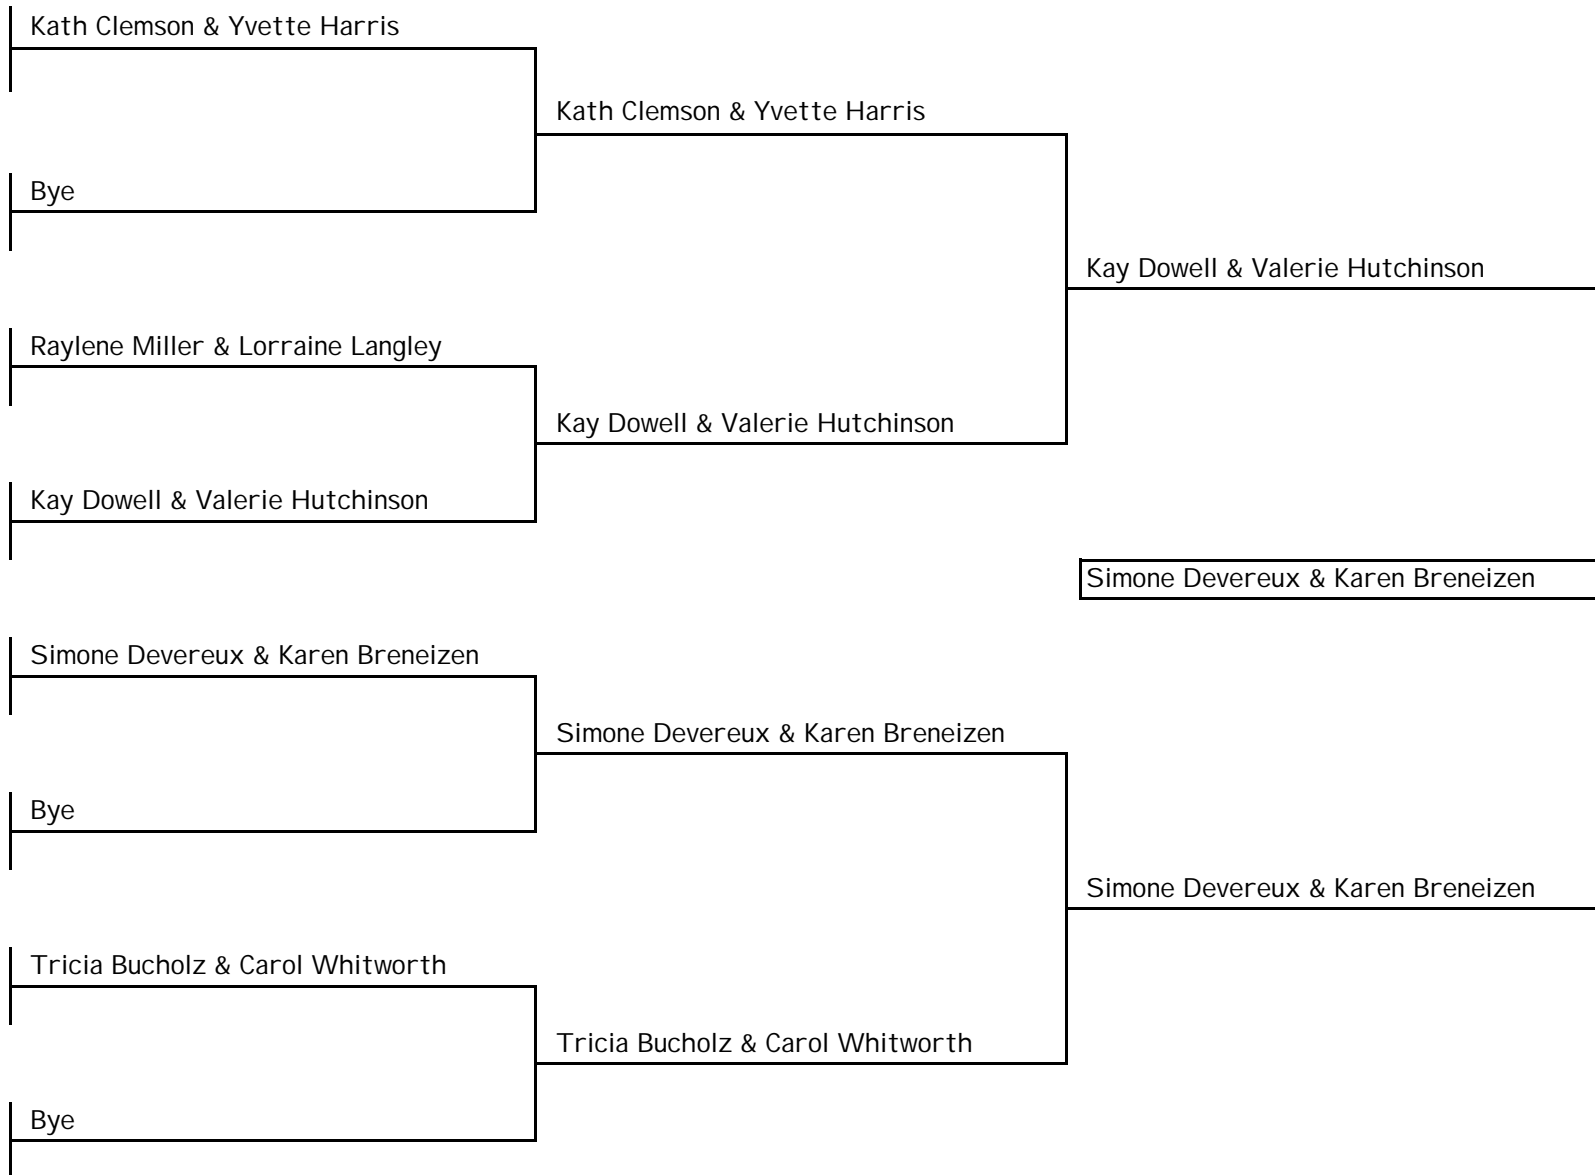 Kath Clemson & Yvette Harris
Kath Clemson & Yvette Harris
Bye
Kay Dowell & Valerie Hutchinson
Raylene Miller & Lorraine Langley
Kay Dowell & Valerie Hutchinson
Kay Dowell & Valerie Hutchinson
Simone Devereux & Karen Breneizen
Simone Devereux & Karen Breneizen
Simone Devereux & Karen Breneizen
Bye
Simone Devereux & Karen Breneizen
Tricia Bucholz & Carol Whitworth
Tricia Bucholz & Carol Whitworth
Bye